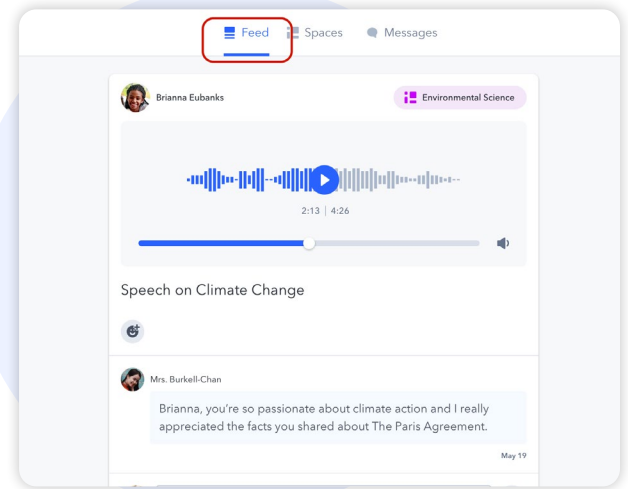 Feed
Spaces
Messages
Brianna Eubanks
Environmental Science
2:13 | 4:26
Speech on Climate Change
Mrs. Burkell-Chan
Brianna, you're so passionate about climate action and I really
appreciated the facts you shared about The Paris Agreement.
May 19